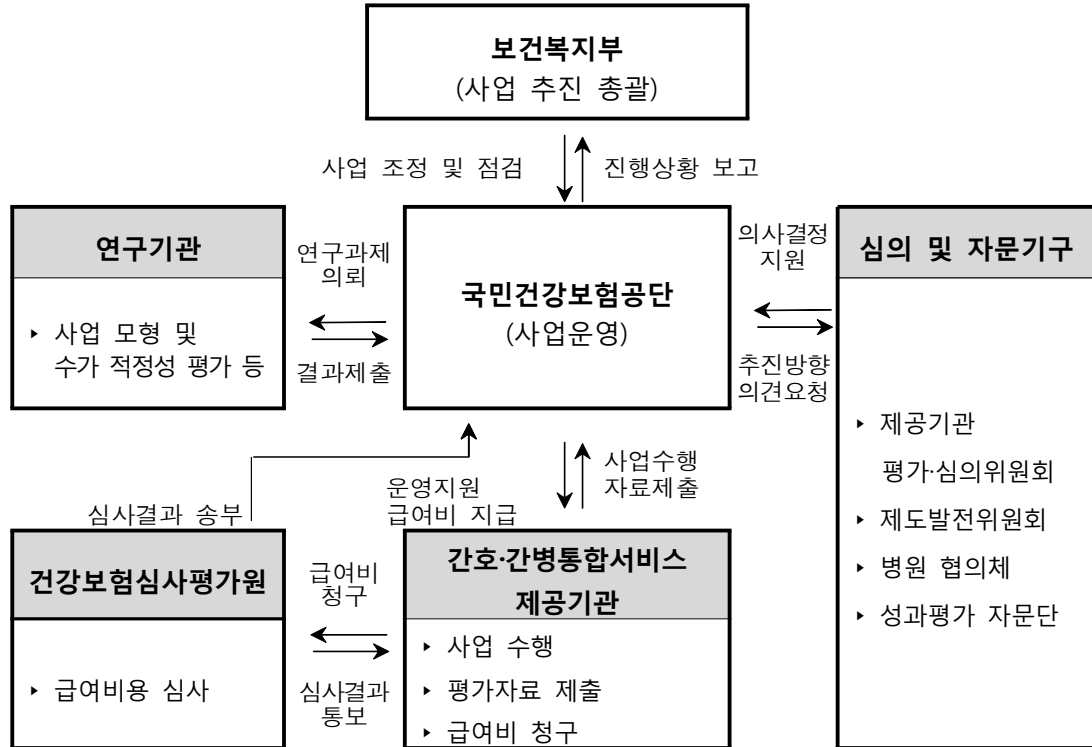 보건복지부
(사업 추진 총괄)
사업 조정 및 점검
진행상황 보고
연구기관
▸ 사업 모형 및
수가 적정성 평가 등
연구과제
의뢰
결과제출
국민건강보험공단
(사업운영)
의사결정
지원
추진방향
의견요청
심의 및 자문기구
▸ 제공기관
평가·심의위원회
▸ 제도발전위원회
▸ 병원 협의체
▸ 성과평가 자문단
심사결과 송부
운영지원
급여비 지급
사업수행
자료제출
건강보험심사평가원
▸ 급여비용 심사
급여비
청구
심사결과
통보
간호·간병통합서비스
제공기관
▸ 사업 수행
▸ 평가자료 제출
▸ 급여비 청구